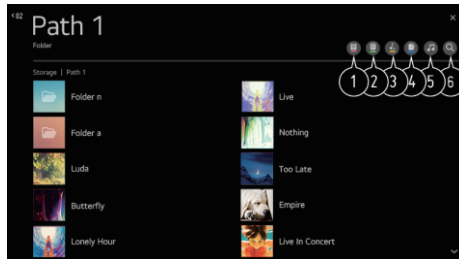 02
Path 1
Folder
1 2 3 4 5 6
Storage | Path 1
Folder n
Live
Folder a
Nothing
Luda
Too Late
Butterfly
Empire
Lonely Hour
Live In Concert